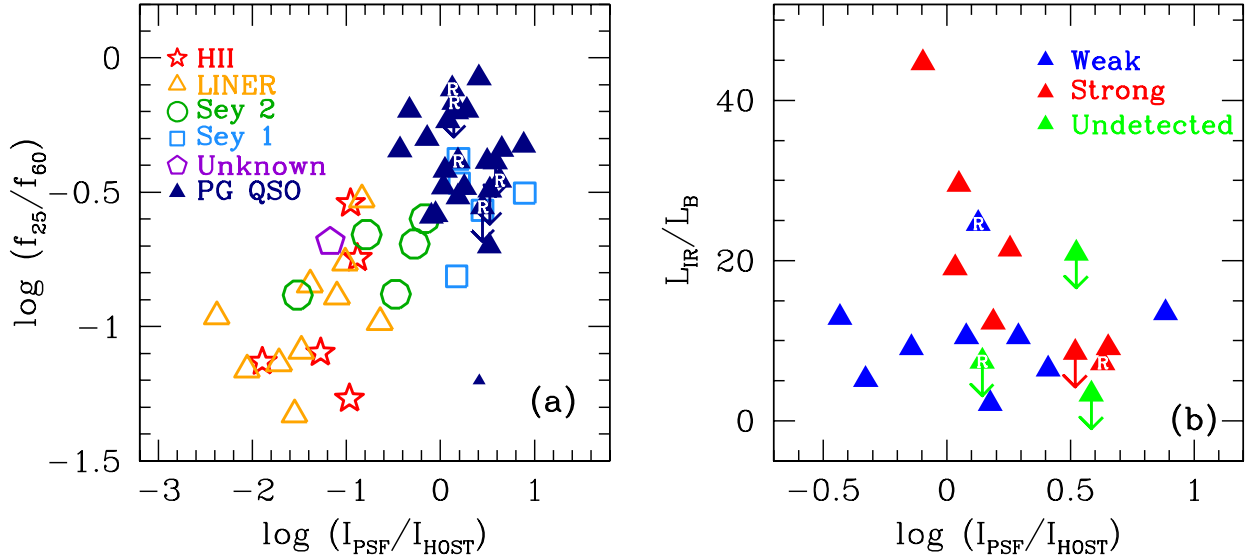 HII
LINER
Sey 2
Sey 1
Unknown
PG QSO
R
R
R
R
R
(a)
0
−0.5
−1
−1.5
log (f25/f60)
−3 −2 −1 0 1
log (IPSF/IHOST)
Weak
Strong
Undetected
R
R
R
(b)
40
20
0
LIR/LB
−0.5 0 0.5 1
log (IPSF/IHOST)